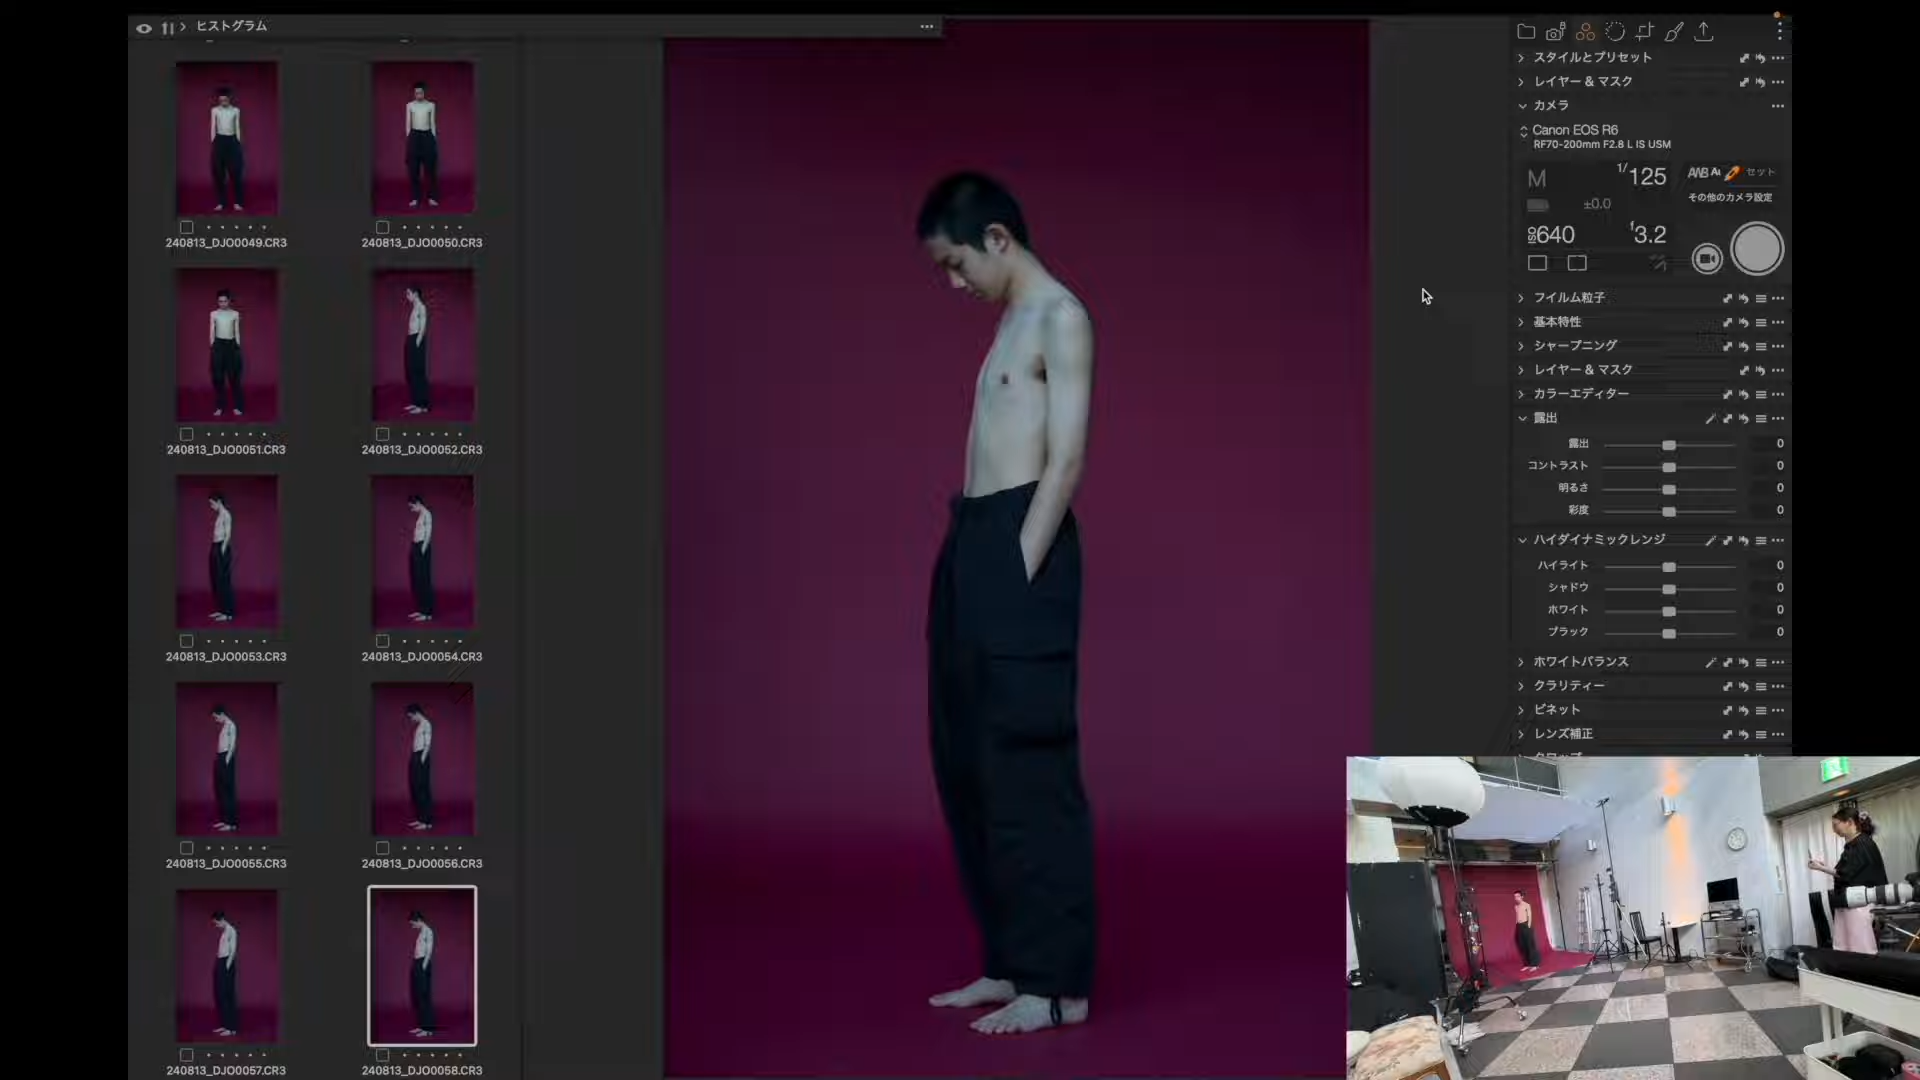 ヒストグラム
240813_DJO0049.CR3
240813_DJO0050.CR3
240813_DJO0051.CR3
240813_DJO0052.CR3
240813_DJO0053.CR3
240813_DJO0054.CR3
240813_DJO0055.CR3
240813_DJO0056.CR3
240813_DJO0057.CR3
240813_DJO0058.CR3
スタイルとプリセット
レイヤー & マスク
カメラ
Canon EOS R6
RF70-200mm F2.8 L IS USM
M 1/125
±0.0
ISO640 f3.2
AWB セット
その他のカメラ設定
フイルム粒子
基本特性
シャープニング
レイヤー & マスク
カラーエディター
露出
露出 0
コントラスト 0
明るさ 0
彩度 0
ハイダイナミックレンジ
ハイライト 0
シャドウ 0
ホワイト 0
ブラック 0
ホワイトバランス
クラリティー
ビネット
レンズ補正